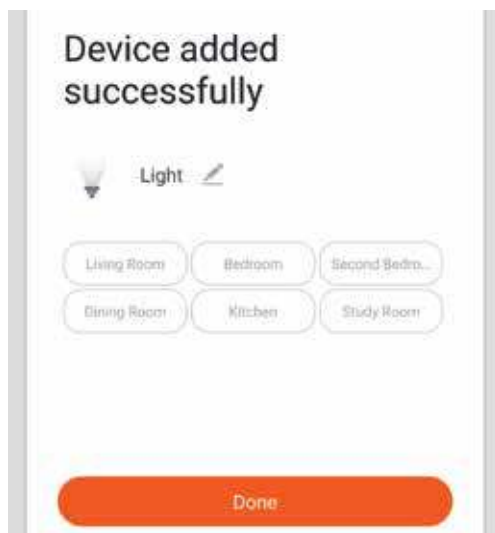 Device added
successfully
Light
Living Room Bedroom Second Bedro...
Dining Room Kitchen Study Room
Done